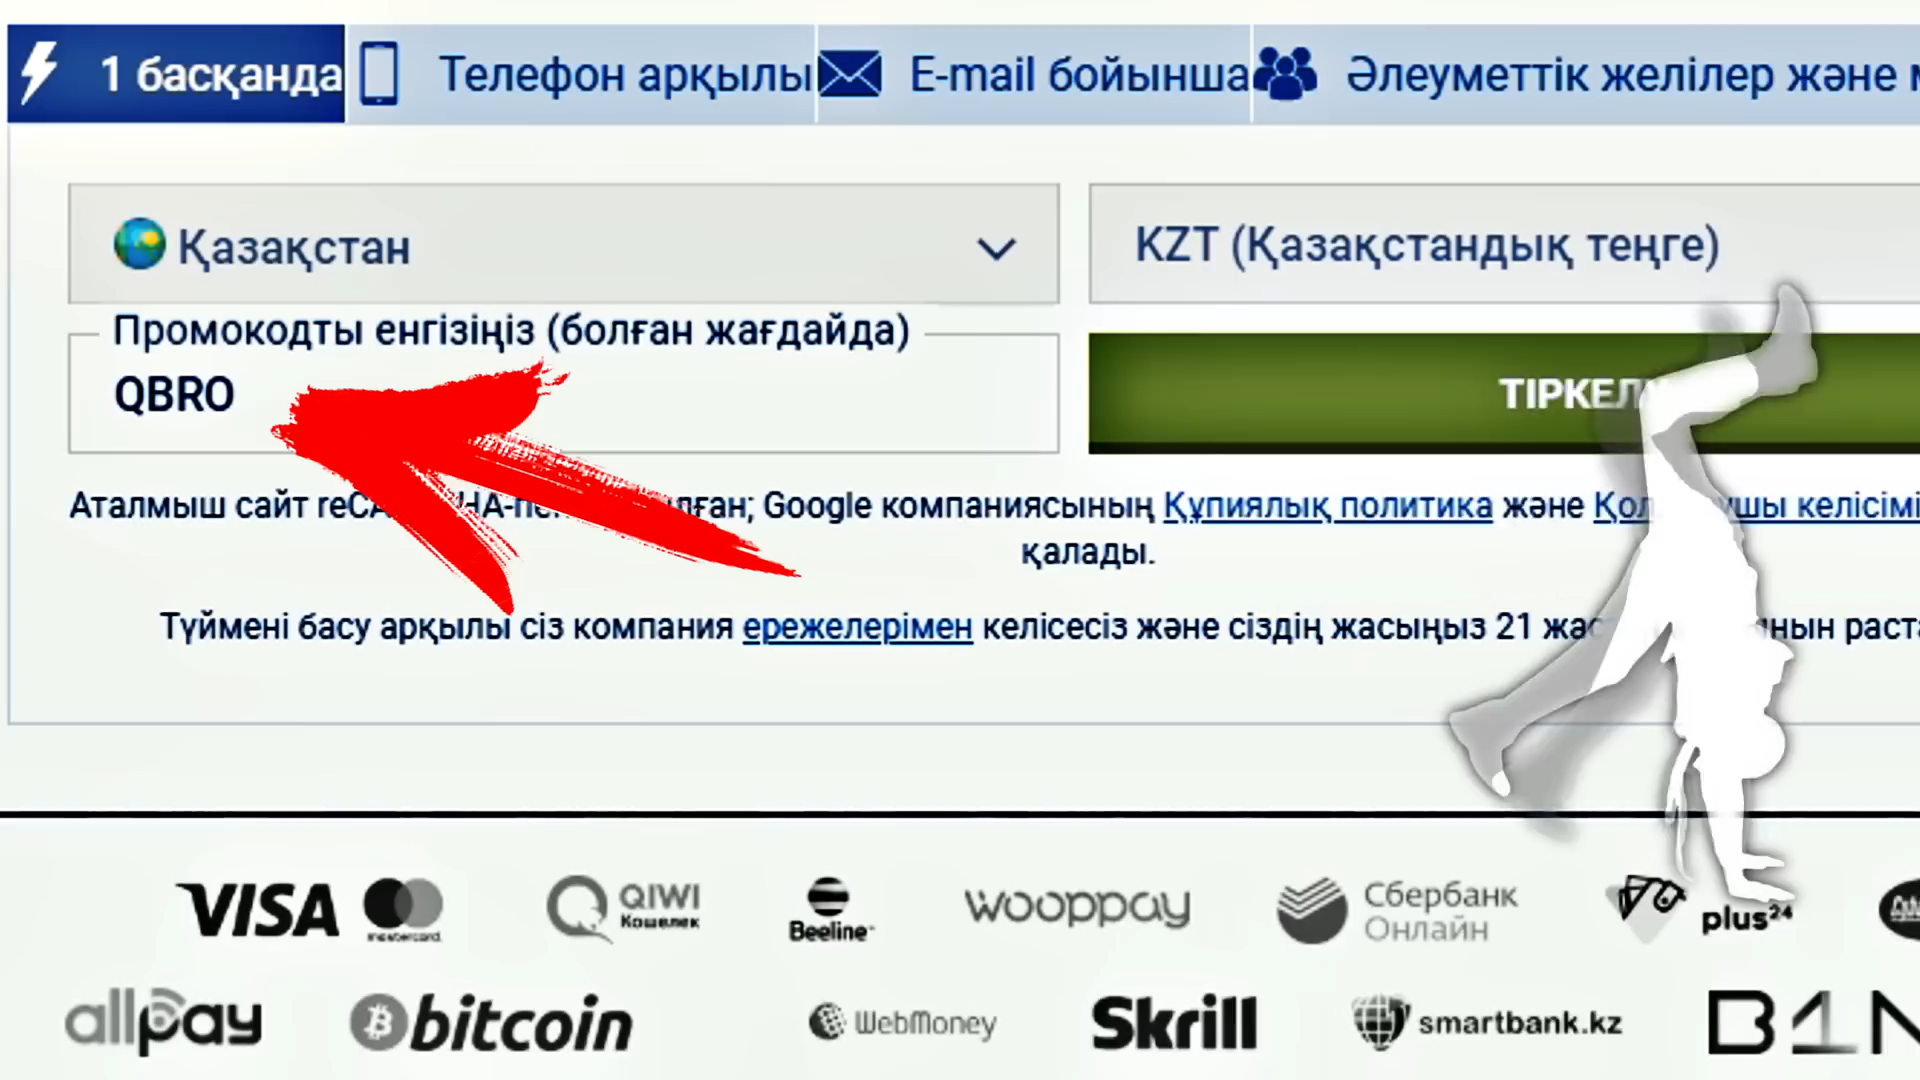 1 басқанда
Телефон арқылы
E-mail бойынша
Әлеуметтік желілер және
Қазақстан
KZT (Қазақстандық теңге)
Промокодты енгізіңіз (болған жағдайда)
QBRO
Аталмыш сайт Google компаниясының Құпиялық политика және келісімі
қалады.
Түймені басу арқылы сіз компания ережелерімен келісесіз және сіздің жасыңыз 21
VISA mastercard
QIWI Кошелек
Beeline
wooppay
Сбербанк Онлайн
plus24
allpay
bitcoin
WebMoney
Skrill
smartbank.kz